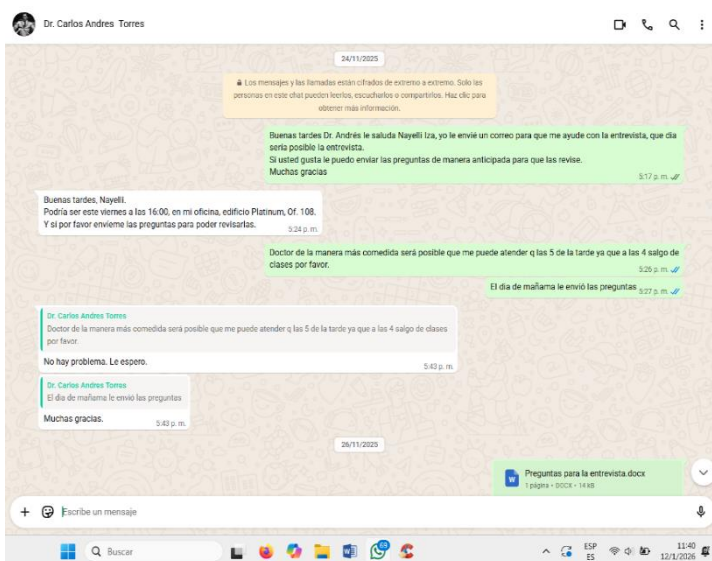 Dr. Carlos Andres Torres
24/11/2025
Los mensajes y las llamadas están cifrados de extremo a extremo. Solo las
personas en este chat pueden leerlos, escucharlos o compartirlos. Haz clic para
obtener más información.
Buenas tardes Dr. Andrés le saluda Nayelli Iza, yo le envié un correo para que me ayude con la entrevista, que día
sería posible la entrevista.
Si usted gusta le puedo enviar las preguntas de manera anticipada para que las revise.
Muchas gracias
5:17 p. m.
Buenas tardes, Nayelli.
Podría ser este viernes a las 16:00, en mi oficina, edificio Platinum, Of. 108.
Y si por favor envíeme las preguntas para poder revisarlas.
5:24 p. m.
Doctor de la manera más comedida será posible que me puede atender q las 5 de la tarde ya que a las 4 salgo de
clases por favor.
5:26 p. m.
El día de mañama le envió las preguntas
5:27 p. m.
Dr. Carlos Andres Torres
Doctor de la manera más comedida será posible que me puede atender q las 5 de la tarde ya que a las 4 salgo de clases
por favor.
No hay problema. Le espero.
5:43 p. m.
Dr. Carlos Andres Torres
El día de mañama le envió las preguntas
Muchas gracias.
5:43 p. m.
26/11/2025
Preguntas para la entrevista.docx
1 página • DOCX • 14 kB
Escribe un mensaje
Buscar
69
ESP
ES
11:40
12/1/2026